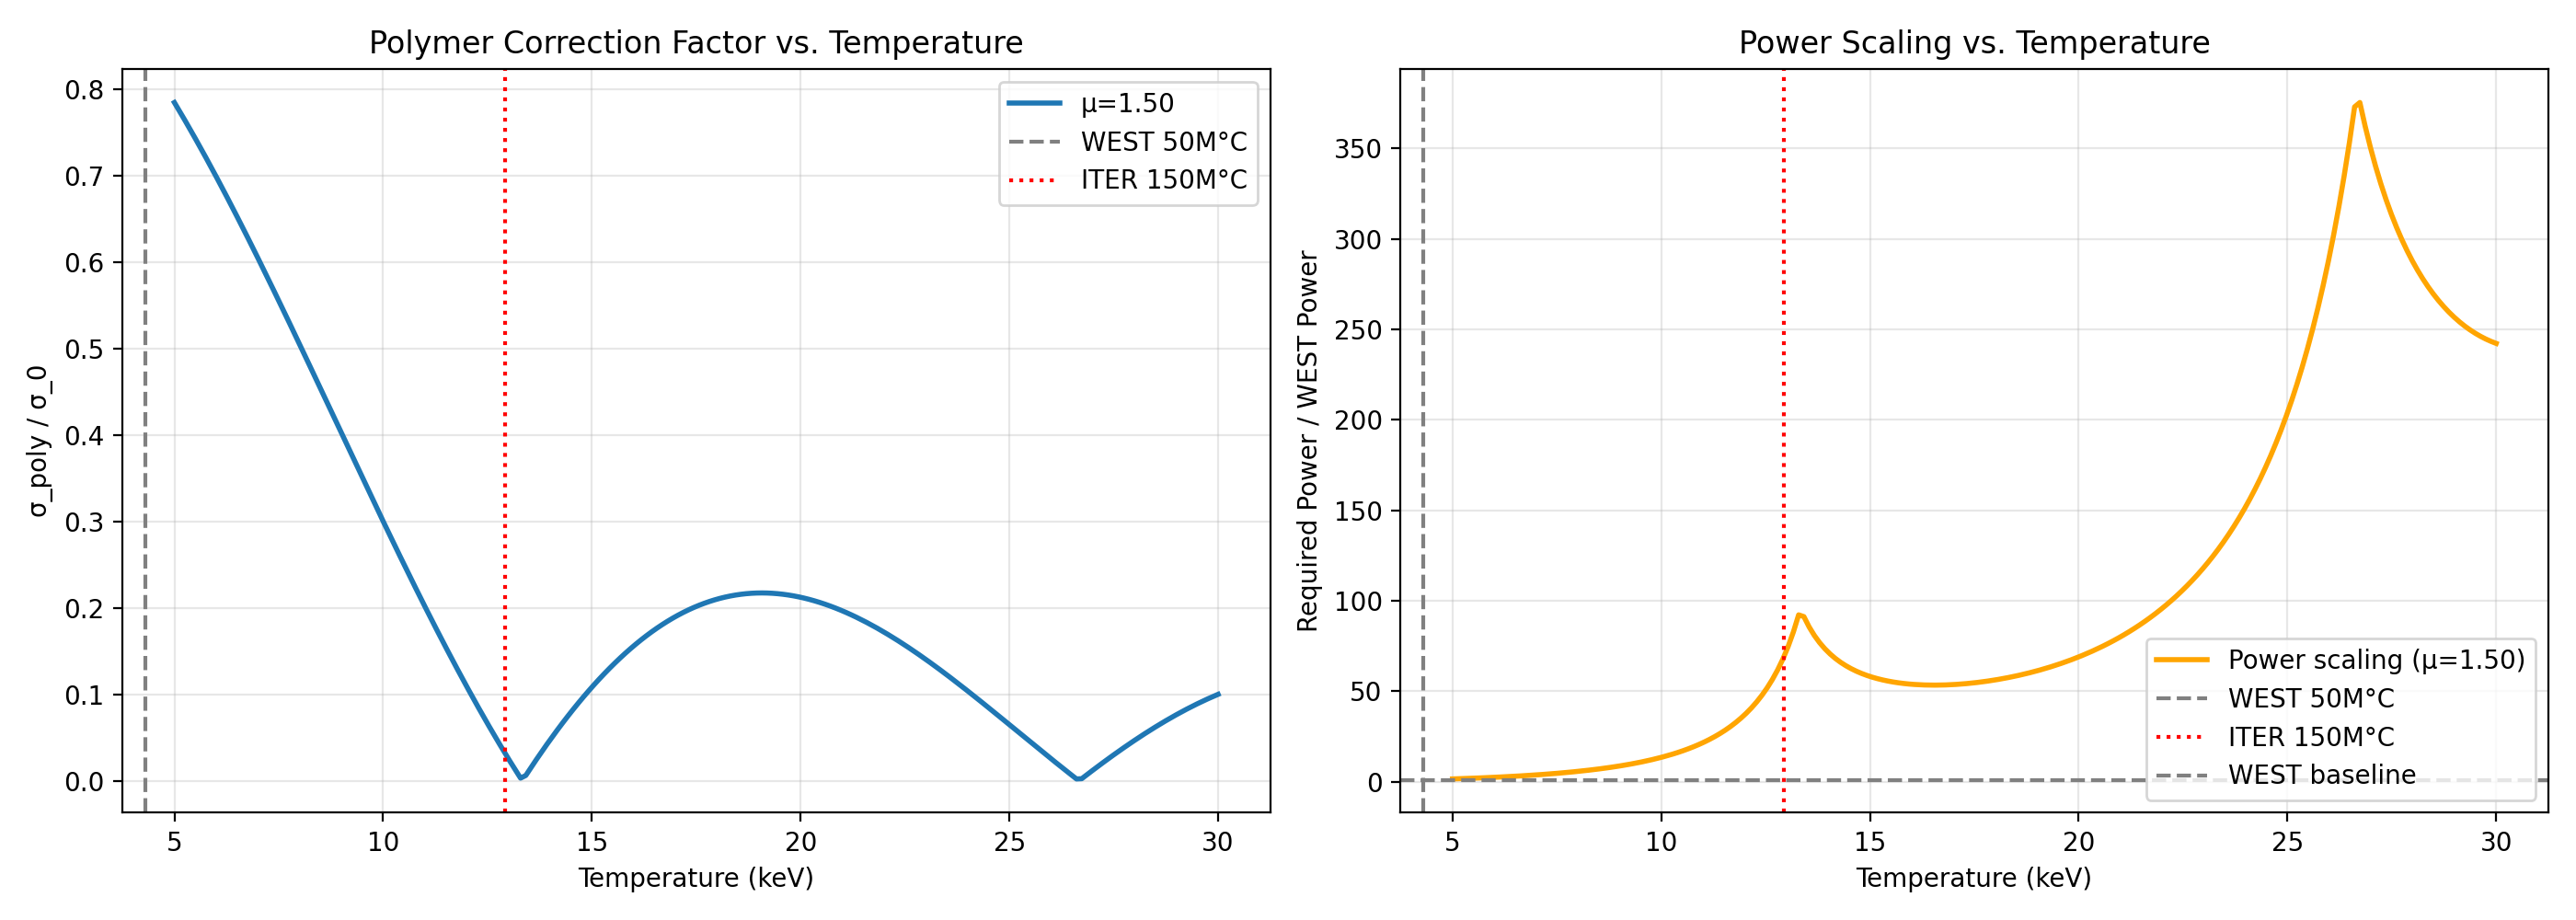 Polymer Correction Factor vs. Temperature
σ_poly / σ_0
0.8
0.7
0.6
0.5
0.4
0.3
0.2
0.1
0.0
μ=1.50
WEST 50M°C
ITER 150M°C
5 10 15 20 25 30
Temperature (keV)
Power Scaling vs. Temperature
Required Power / WEST Power
350
300
250
200
150
100
50
0
Power scaling (μ=1.50)
WEST 50M°C
ITER 150M°C
WEST baseline
5 10 15 20 25 30
Temperature (keV)